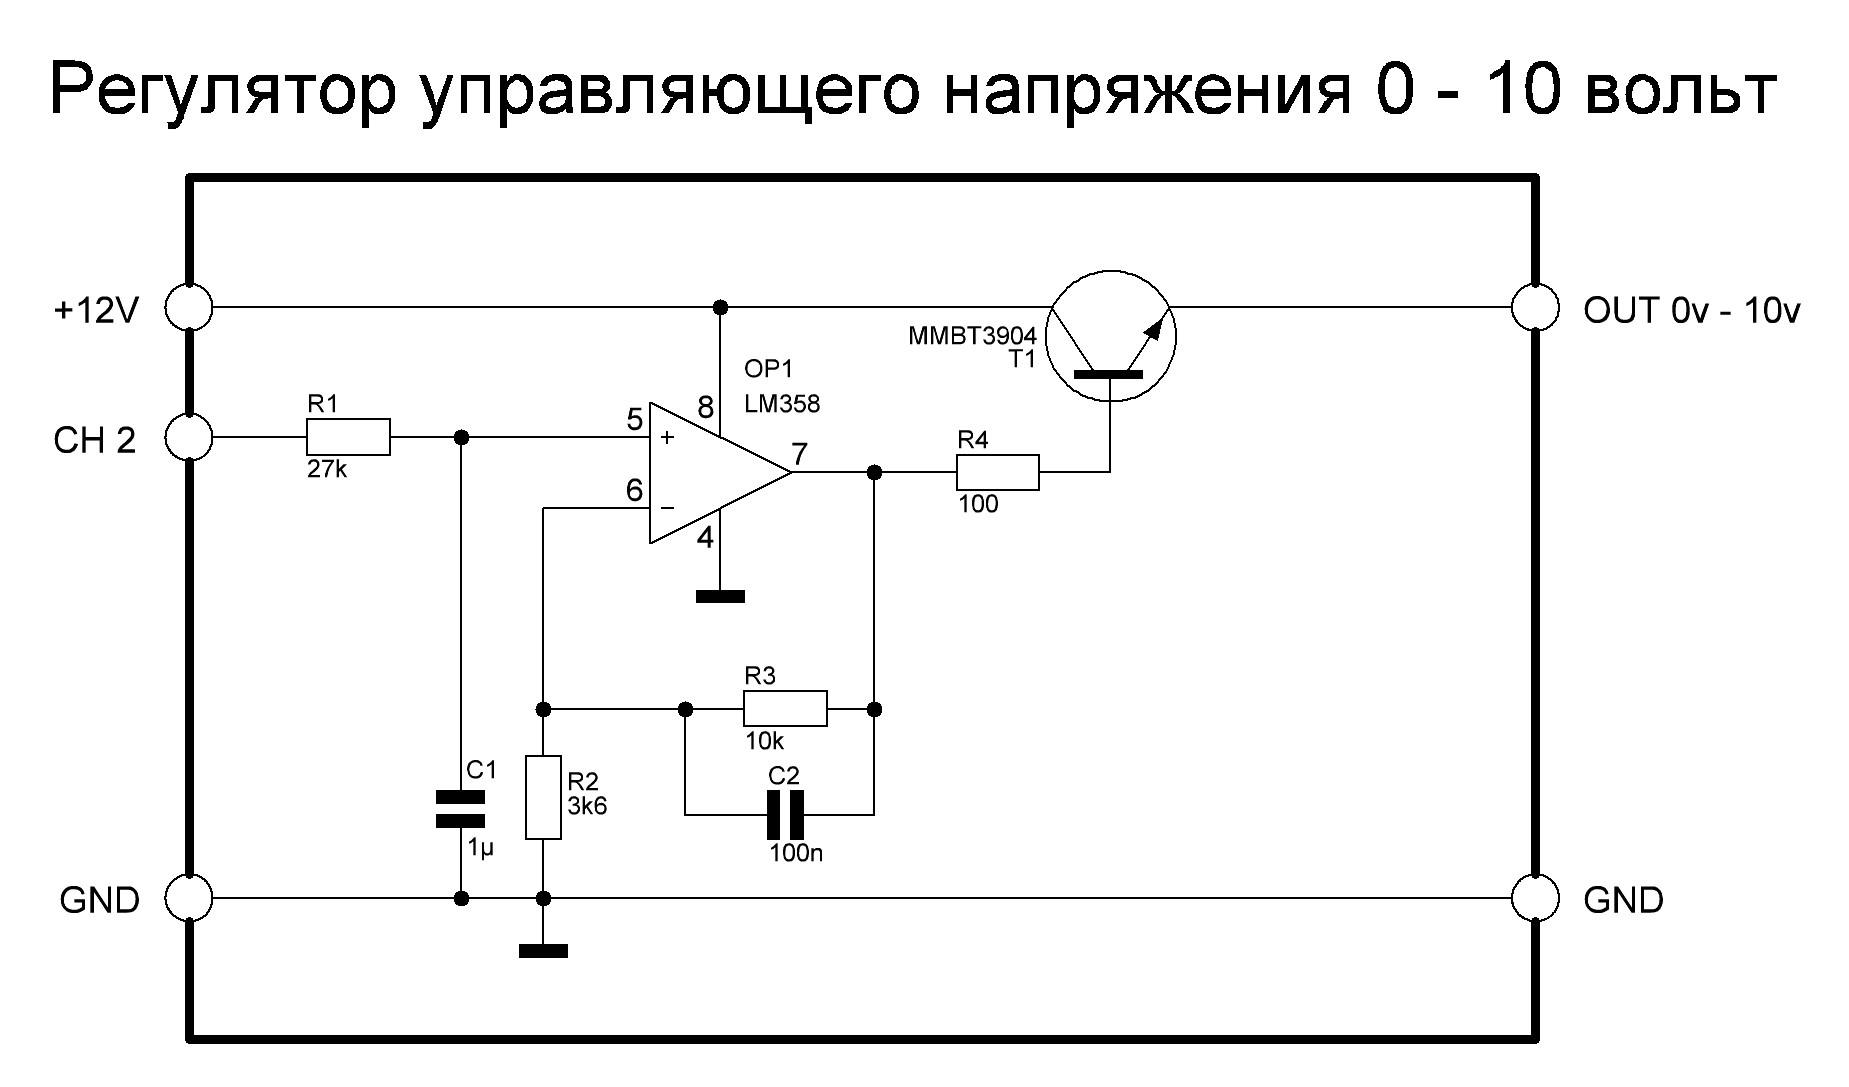 Регулятор управляющего напряжения 0 - 10 вольт
+12V
OUT 0v - 10v
MMBT3904
T1
OP1
LM358
8
R1
27k
CH 2
5
+
7
R4
100
6
−
4
R3
10k
C1
1µ
R2
3k6
C2
100n
GND
GND